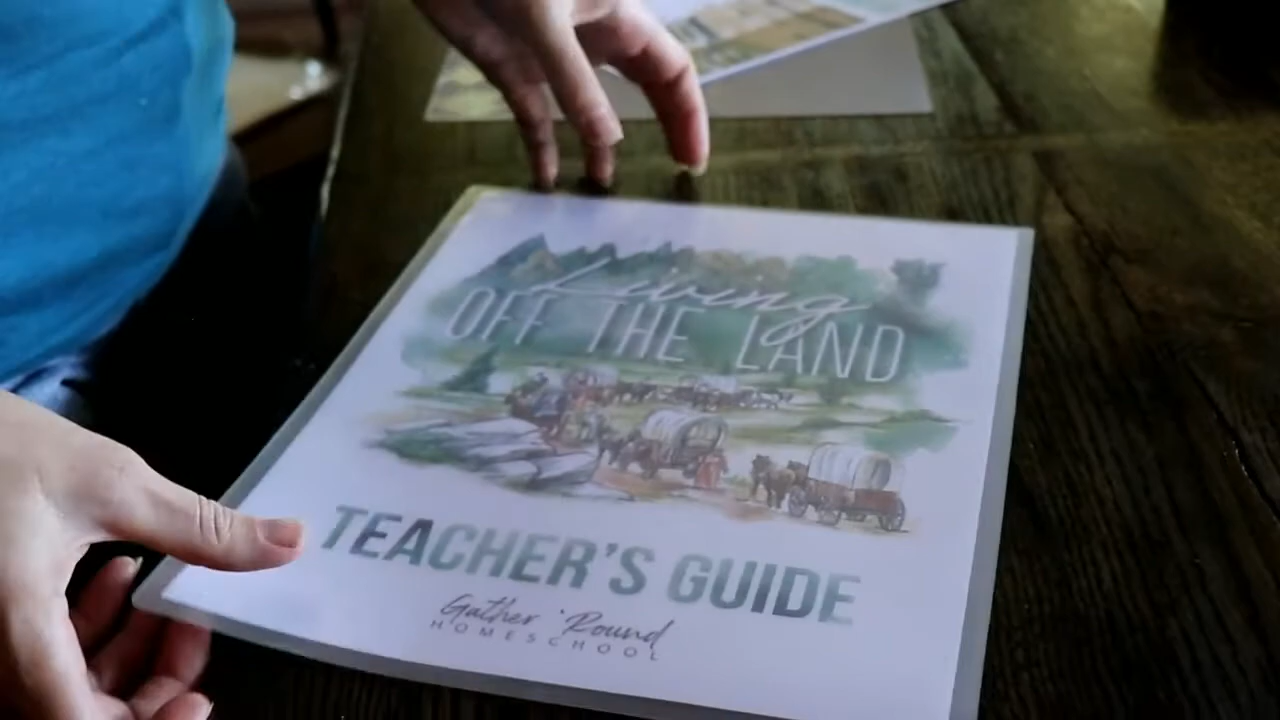 Living
OFF THE LAND
TEACHER'S GUIDE
Gather 'Round
HOMESCHOOL